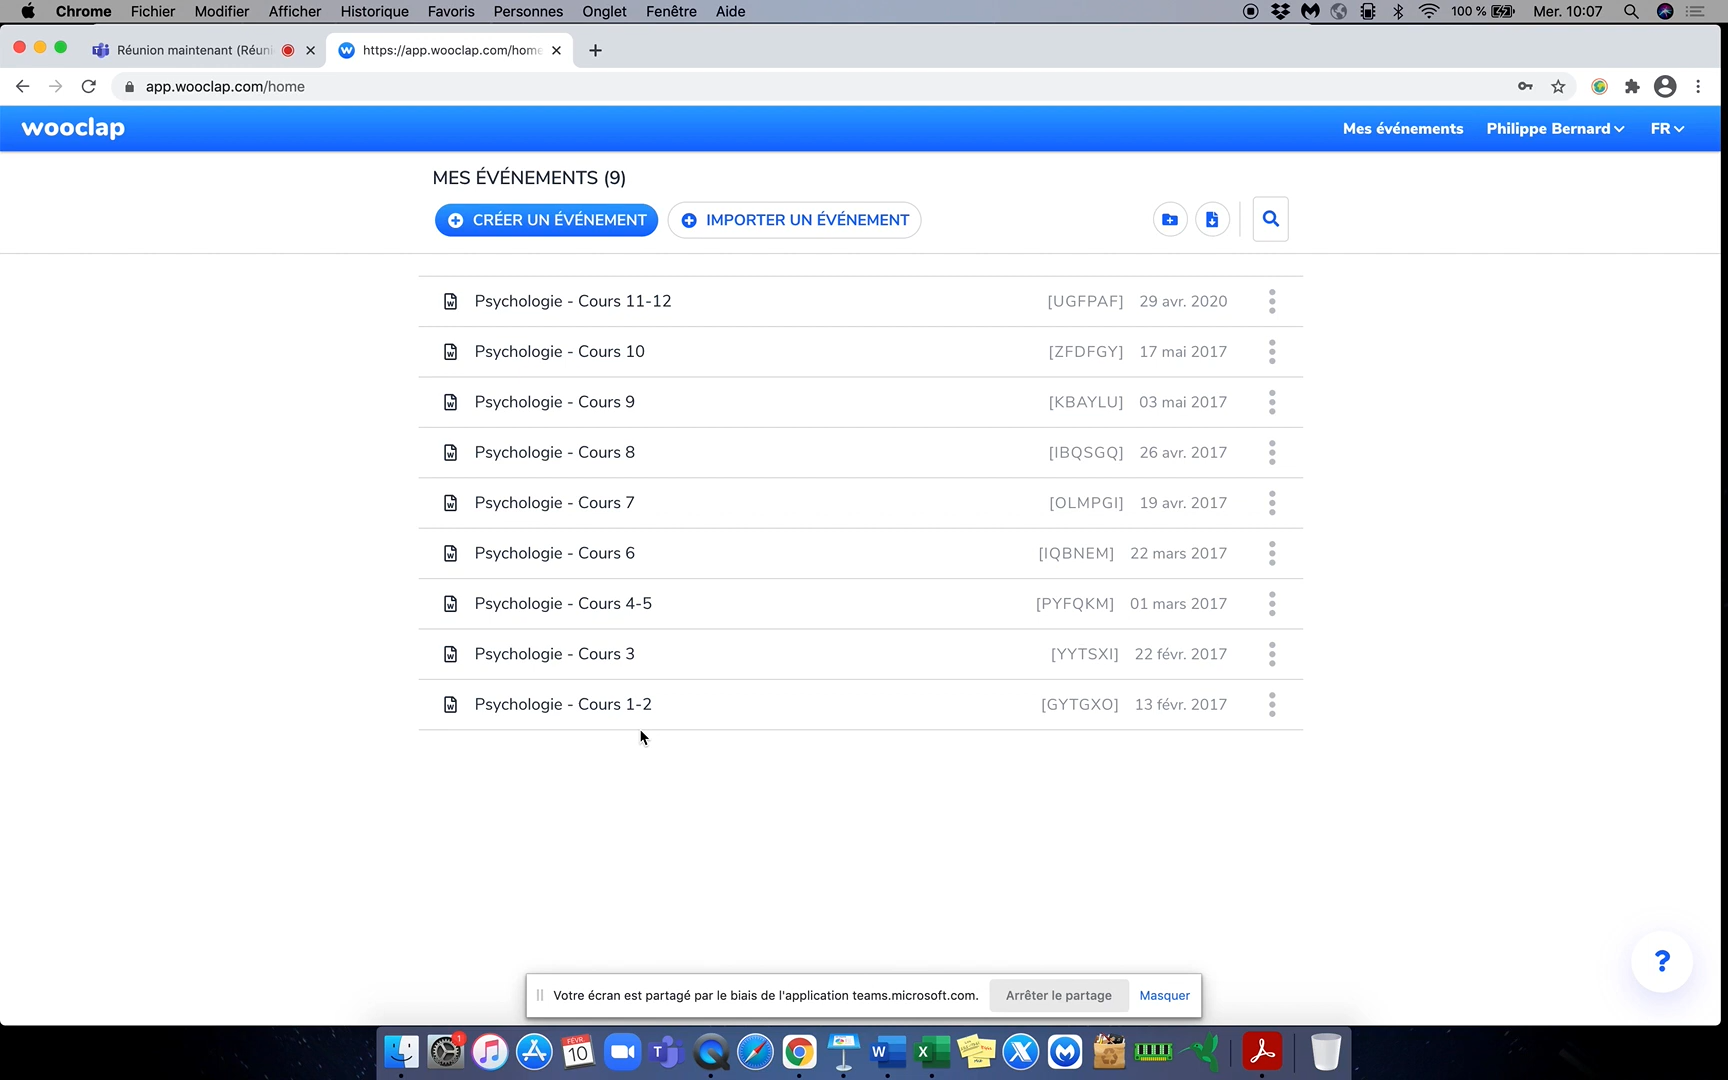 Chrome Fichier Modifier Afficher Historique Favoris Personnes Onglet Fenêtre Aide 100 % Mer. 10:07
Réunion maintenant (Réuni https://app.wooclap.com/home
app.wooclap.com/home
wooclap Mes événements Philippe Bernard FR
MES ÉVÉNEMENTS (9)
CRÉER UN ÉVÉNEMENT IMPORTER UN ÉVÉNEMENT
Psychologie - Cours 11-12 [UGFPAF] 29 avr. 2020
Psychologie - Cours 10 [ZFDFGY] 17 mai 2017
Psychologie - Cours 9 [KBAYLU] 03 mai 2017
Psychologie - Cours 8 [IBQSGQ] 26 avr. 2017
Psychologie - Cours 7 [OLMPGI] 19 avr. 2017
Psychologie - Cours 6 [IQBNEM] 22 mars 2017
Psychologie - Cours 4-5 [PYFQKM] 01 mars 2017
Psychologie - Cours 3 [YYTSXI] 22 févr. 2017
Psychologie - Cours 1-2 [GYTGXO] 13 févr. 2017
?
Votre écran est partagé par le biais de l'application teams.microsoft.com. Arrêter le partage Masquer
1 FÉVR. 10